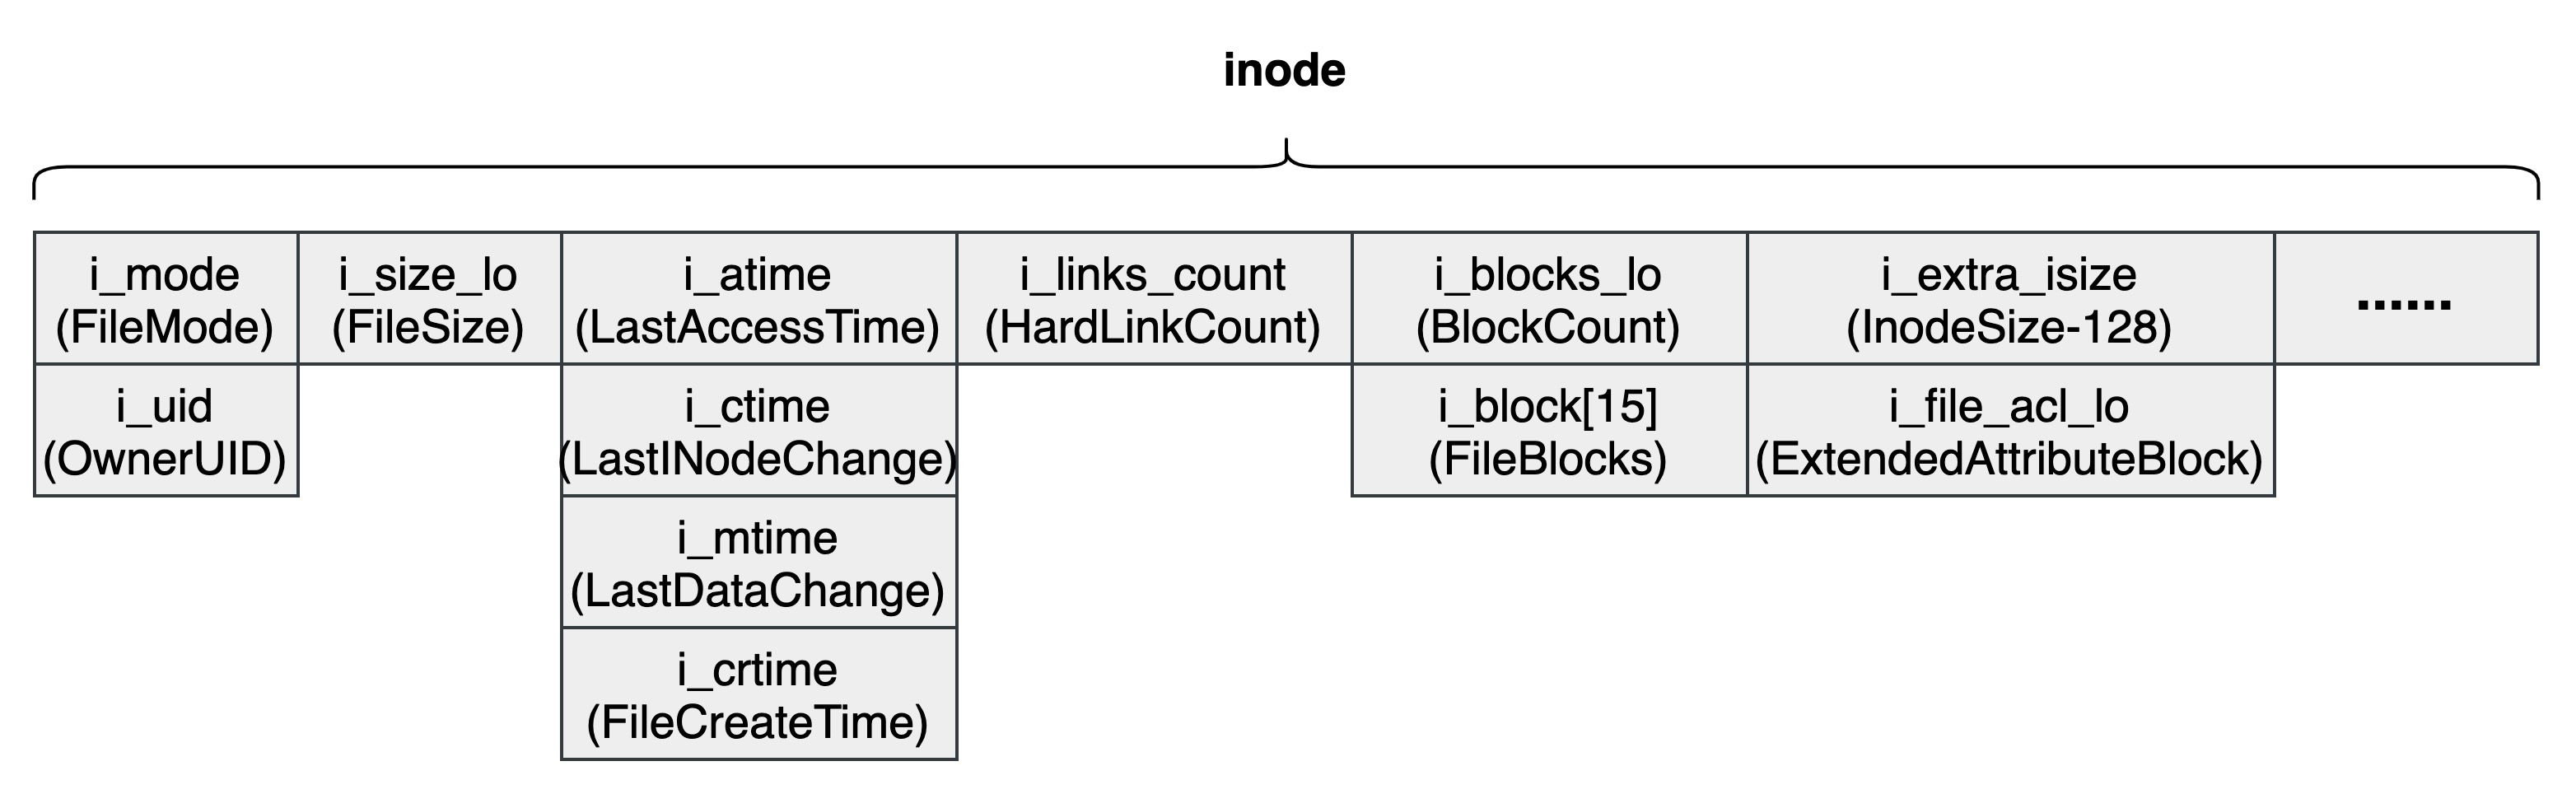 inode
i_mode
(FileMode)
i_size_lo
(FileSize)
i_atime
(LastAccessTime)
i_links_count
(HardLinkCount)
i_blocks_lo
(BlockCount)
i_extra_isize
(InodeSize-128)
......
i_uid
(OwnerUID)
i_ctime
(LastINodeChange)
i_block[15]
(FileBlocks)
i_file_acl_lo
(ExtendedAttributeBlock)
i_mtime
(LastDataChange)
i_crtime
(FileCreateTime)